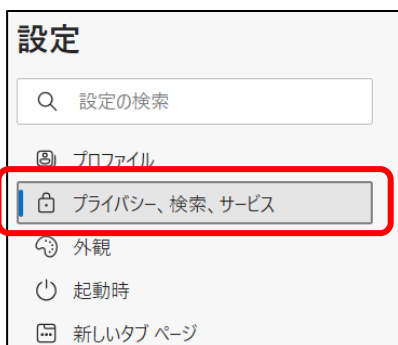 設定
設定の検索
プロファイル
プライバシー、検索、サービス
外観
起動時
新しいタブ ページ